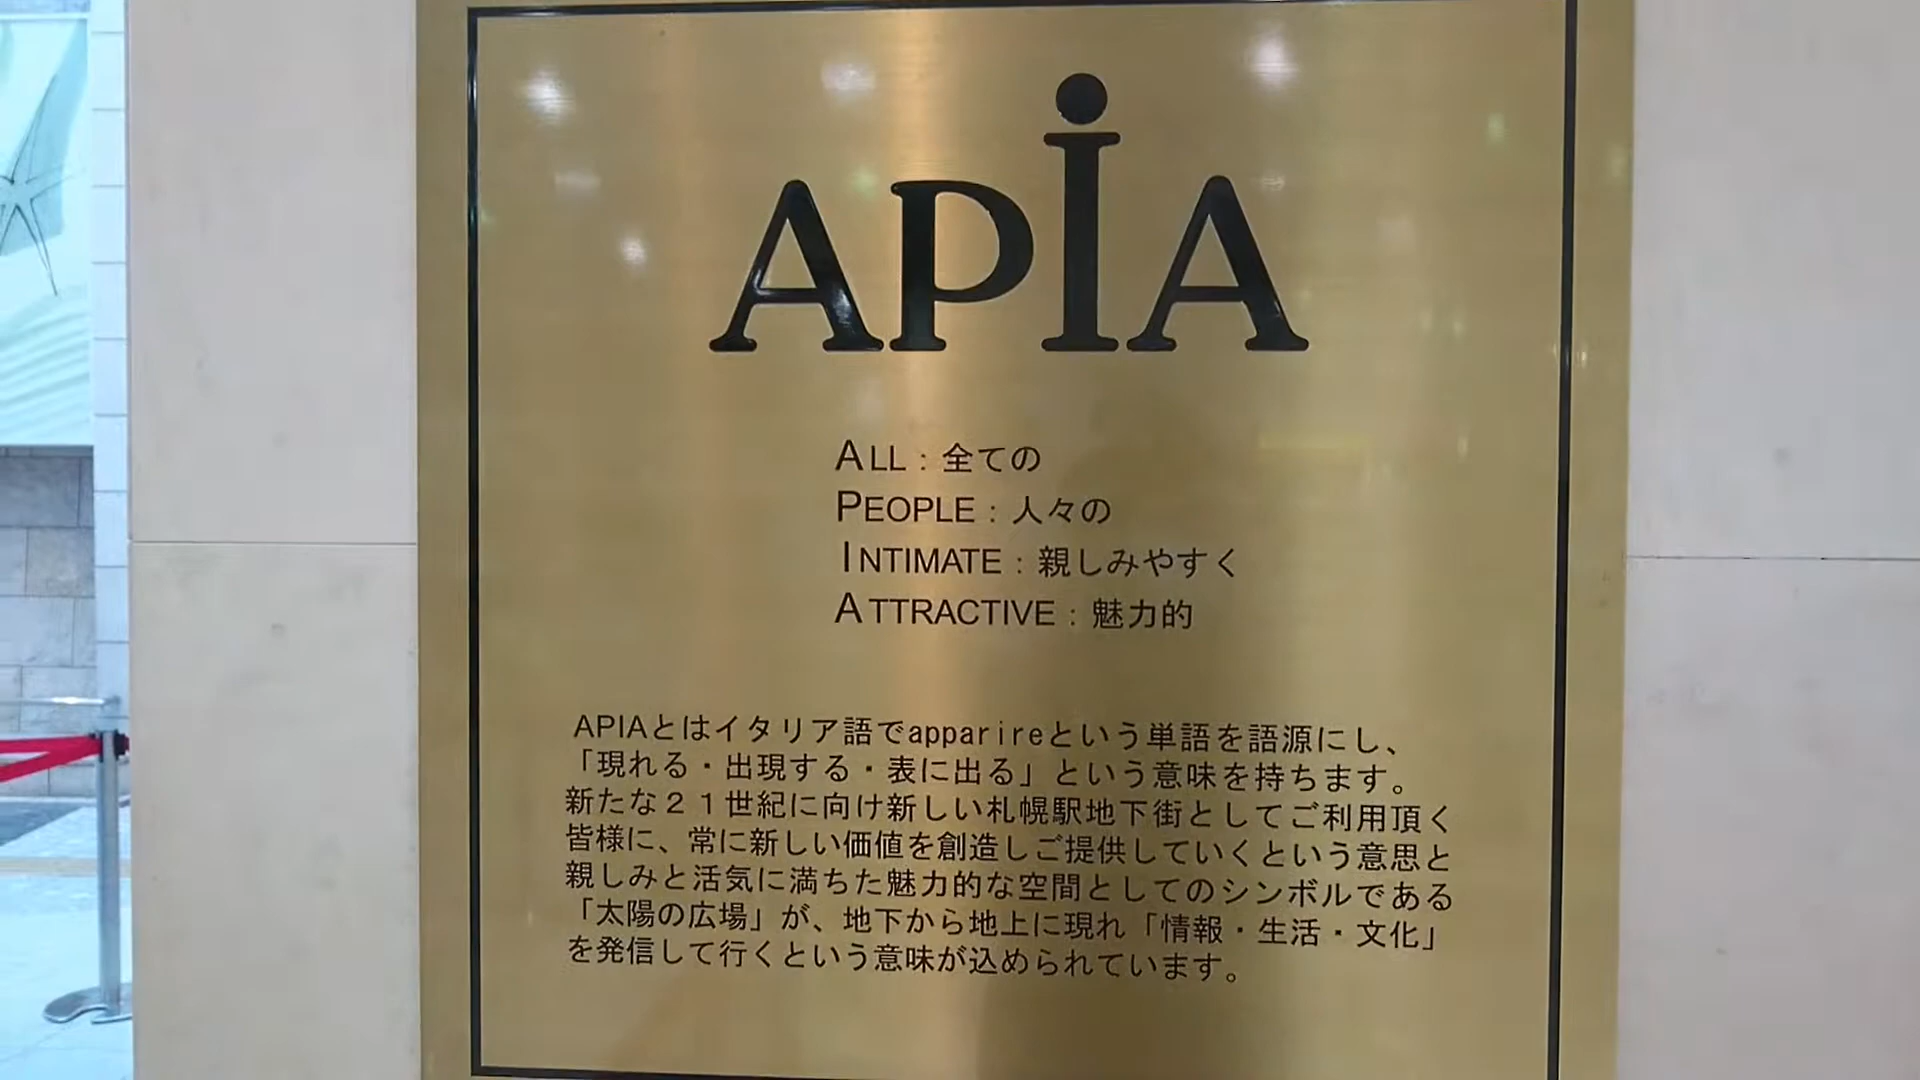 APiA
ALL：全ての
PEOPLE：人々の
INTIMATE：親しみやすく
ATTRACTIVE：魅力的
APIAとはイタリア語でapparireという単語を語源にし、
「現れる・出現する・表に出る」という意味を持ちます。
新たな２１世紀に向け新しい札幌駅地下街としてご利用頂く
皆様に、常に新しい価値を創造しご提供していくという意思と
親しみと活気に満ちた魅力的な空間としてのシンボルである
「太陽の広場」が、地下から地上に現れ「情報・生活・文化」
を発信して行くという意味が込められています。